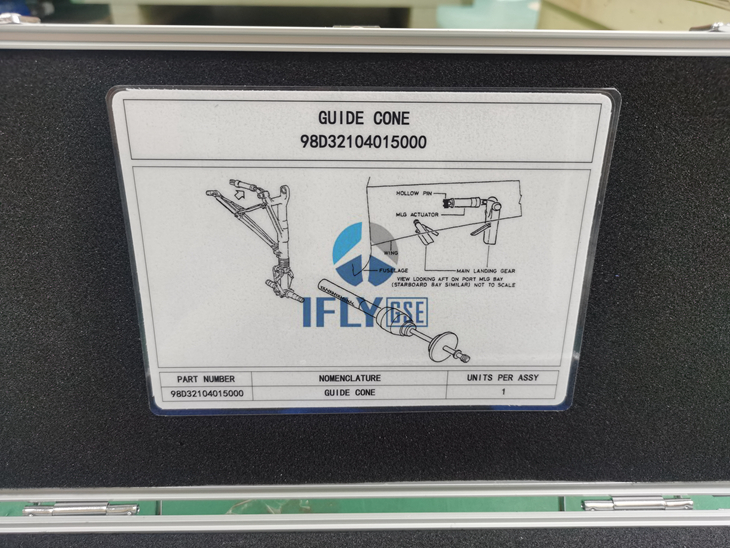 GUIDE CONE
98D32104015000
HOLLOW PIN
MLG ACTUATOR
WING
FUSELAGE
MAIN LANDING GEAR
VIEW LOOKING AFT ON PORT MLG BAY
(STARBOARD BAY SIMILAR) NOT TO SCALE
IFLY GSE
PART NUMBER NOMENCLATURE UNITS PER ASSY
98D32104015000 GUIDE CONE 1